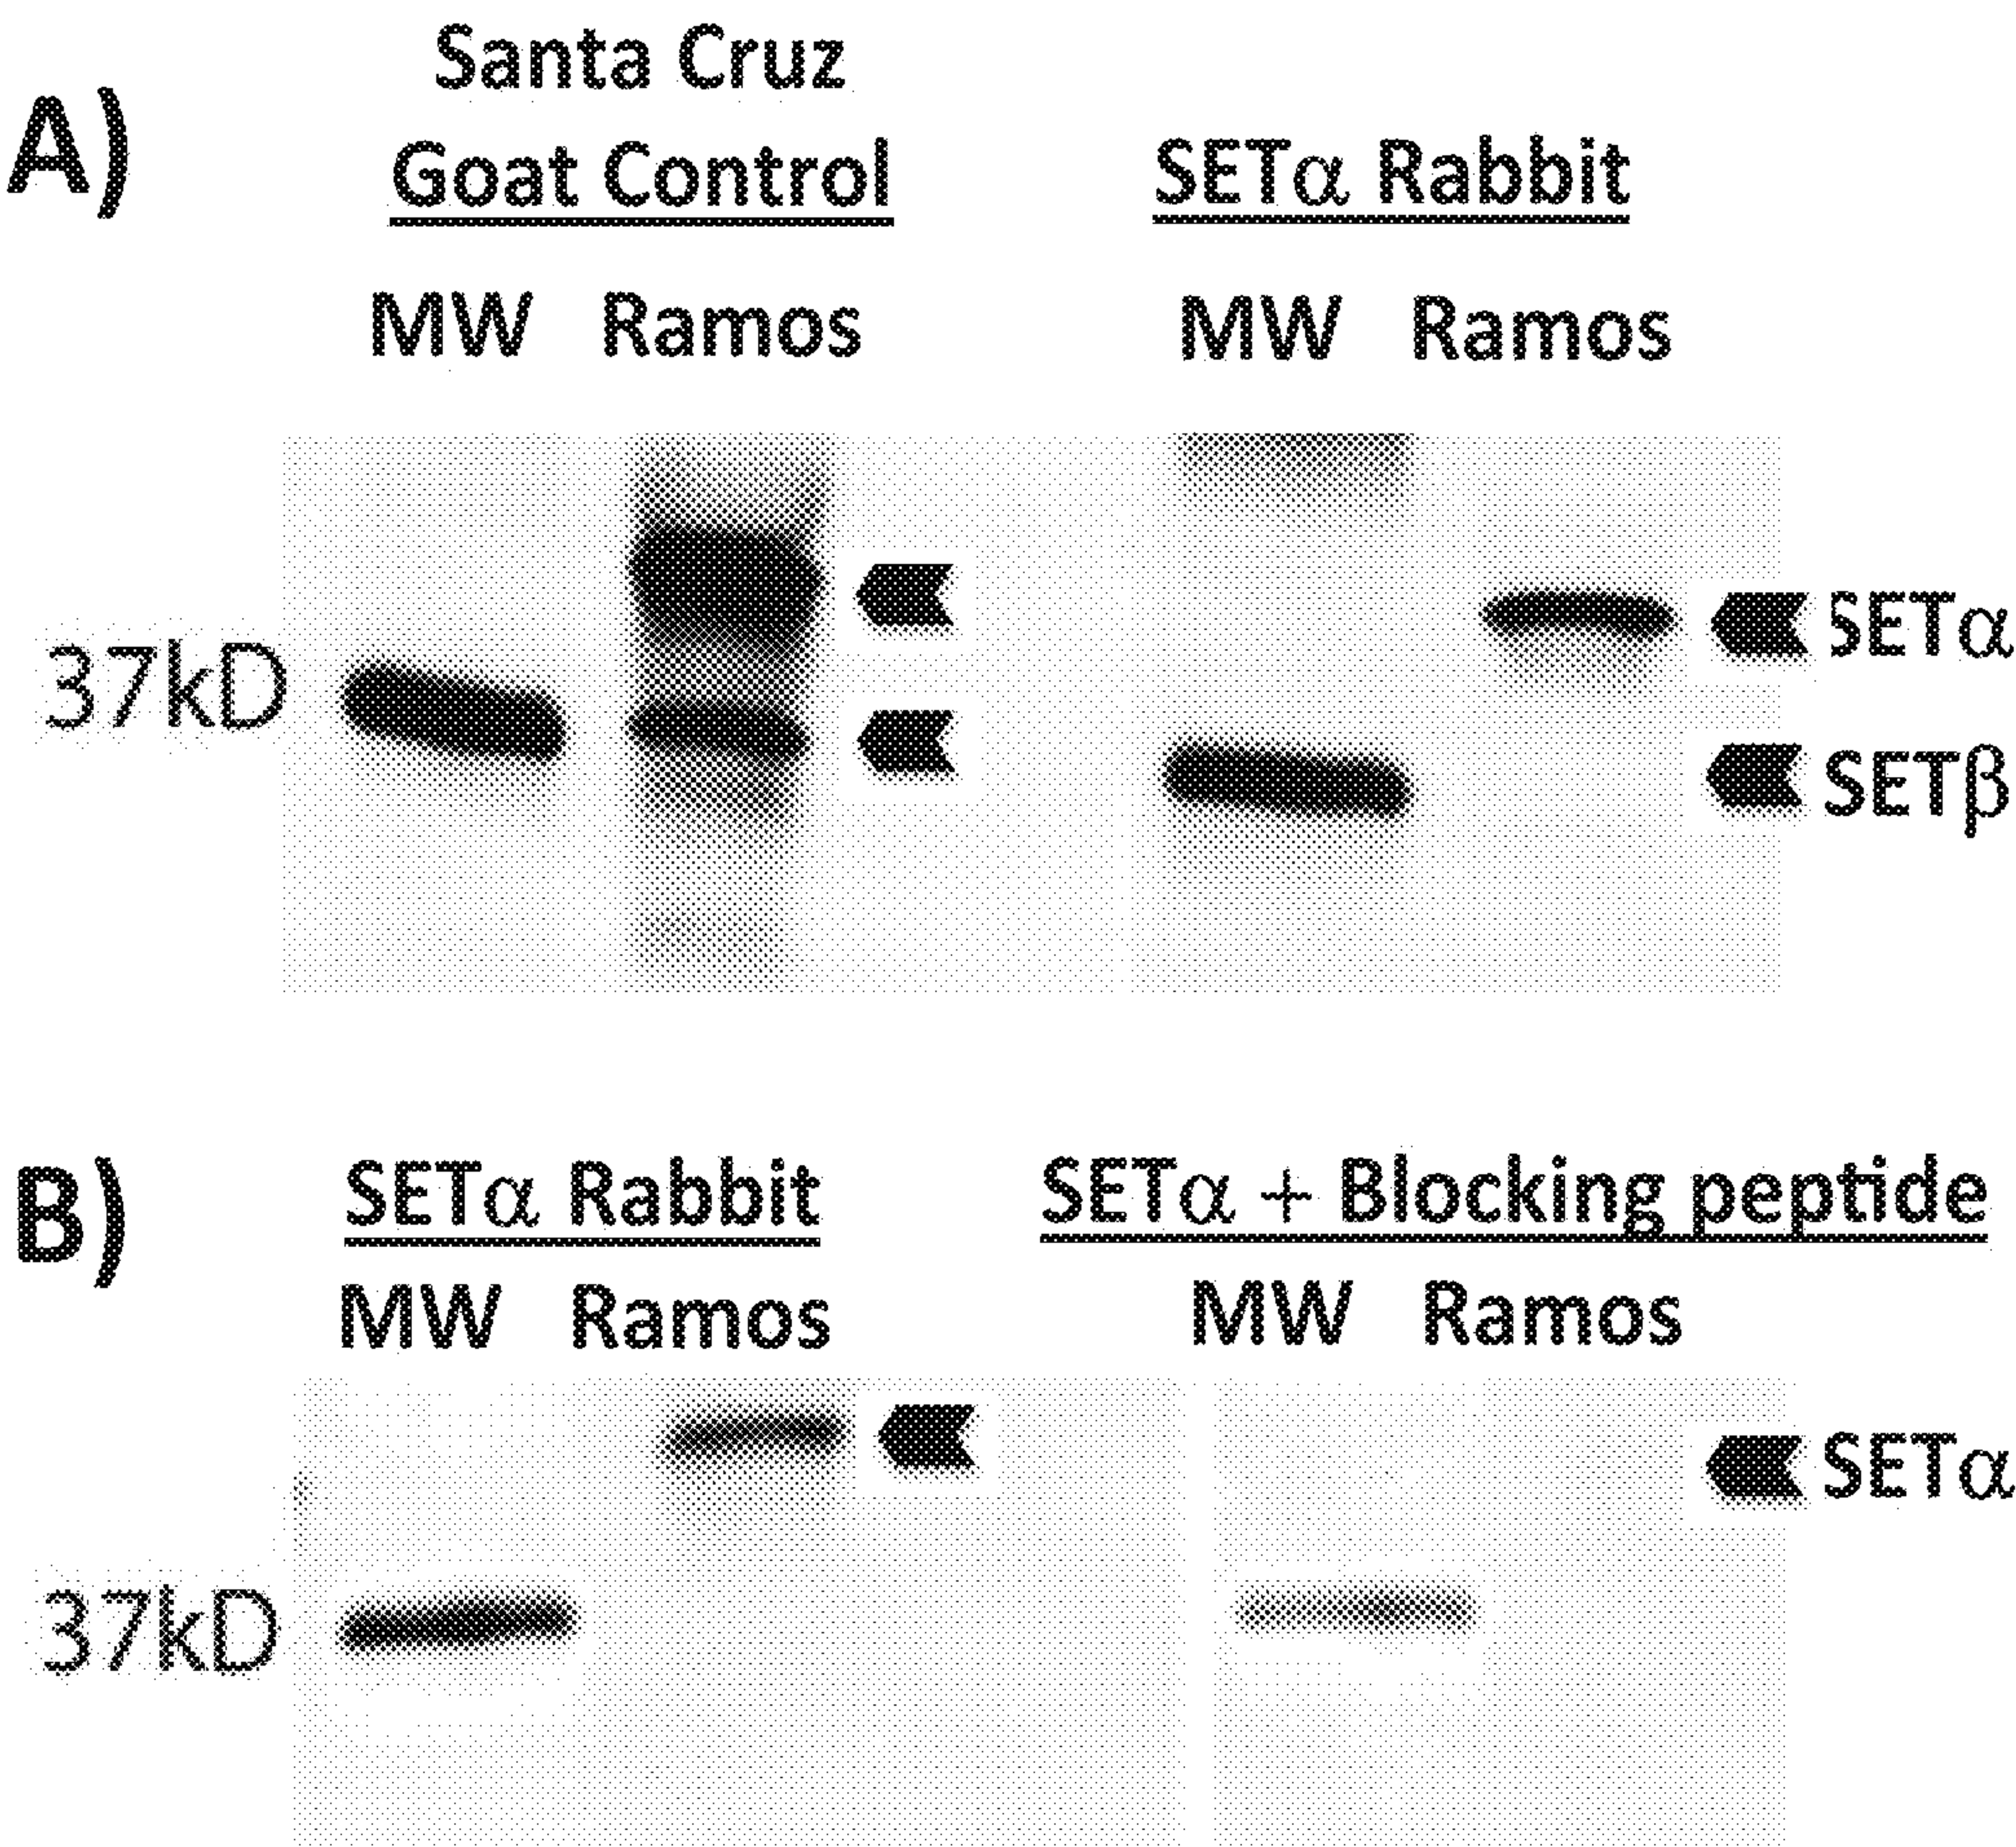 A)
Santa Cruz
Goat Control
SETα Rabbit
MW Ramos
MW Ramos
37kD
SETα
SETβ
B)
SETα Rabbit
SETα + Blocking peptide
MW Ramos
MW Ramos
SETα
37kD